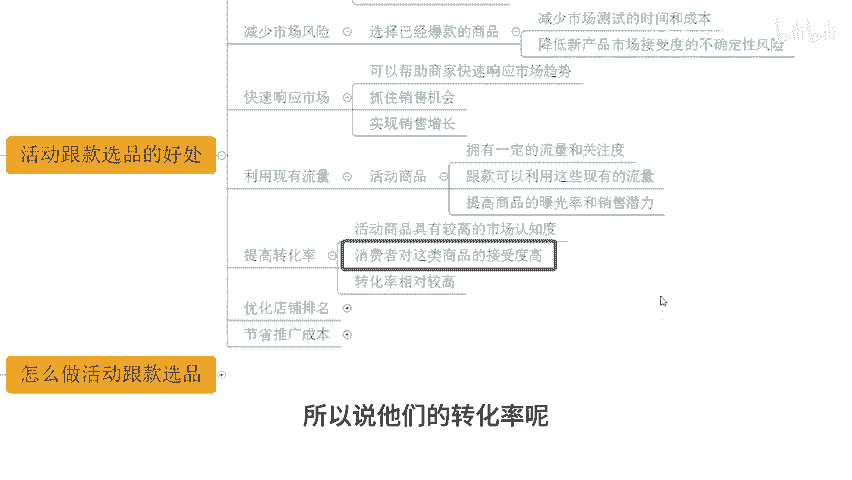 减少市场风险
选择已经爆款的商品
减少市场测试的时间和成本
降低新产品市场接受度的不确定性风险
快速响应市场
可以帮助商家快速响应市场趋势
抓住销售机会
实现销售增长
活动跟款选品的好处
利用现有流量
活动商品
拥有一定的流量和关注度
跟款可以利用这些现有的流量
提高商品的曝光率和销售潜力
提高转化率
活动商品具有较高的市场认知度
消费者对这类商品的接受度高
转化率相对较高
优化店铺排名
节省推广成本
怎么做活动跟款选品
所以说他们的转化率呢